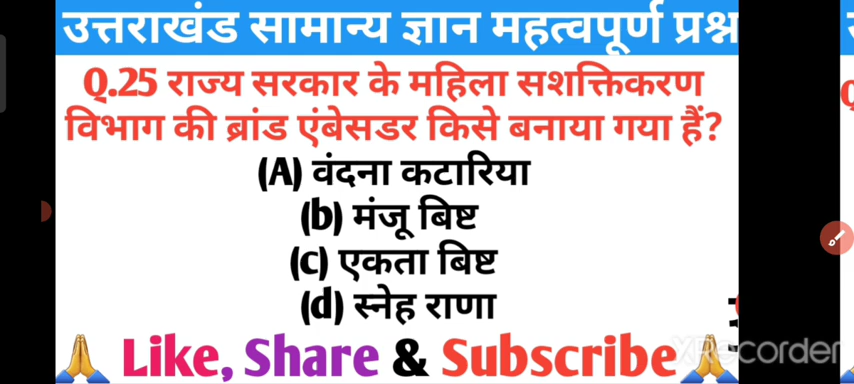 उत्तराखंड सामान्य ज्ञान महत्वपूर्ण प्रश्न
Q.25 राज्य सरकार के महिला सशक्तिकरण
विभाग की ब्रांड एंबेसडर किसे बनाया गया हैं?
(A) वंदना कटारिया
(b) मंजू बिष्ट
(c) एकता बिष्ट
(d) स्नेह राणा
🙏 Like, Share & Subscribe🙏
XRecorder